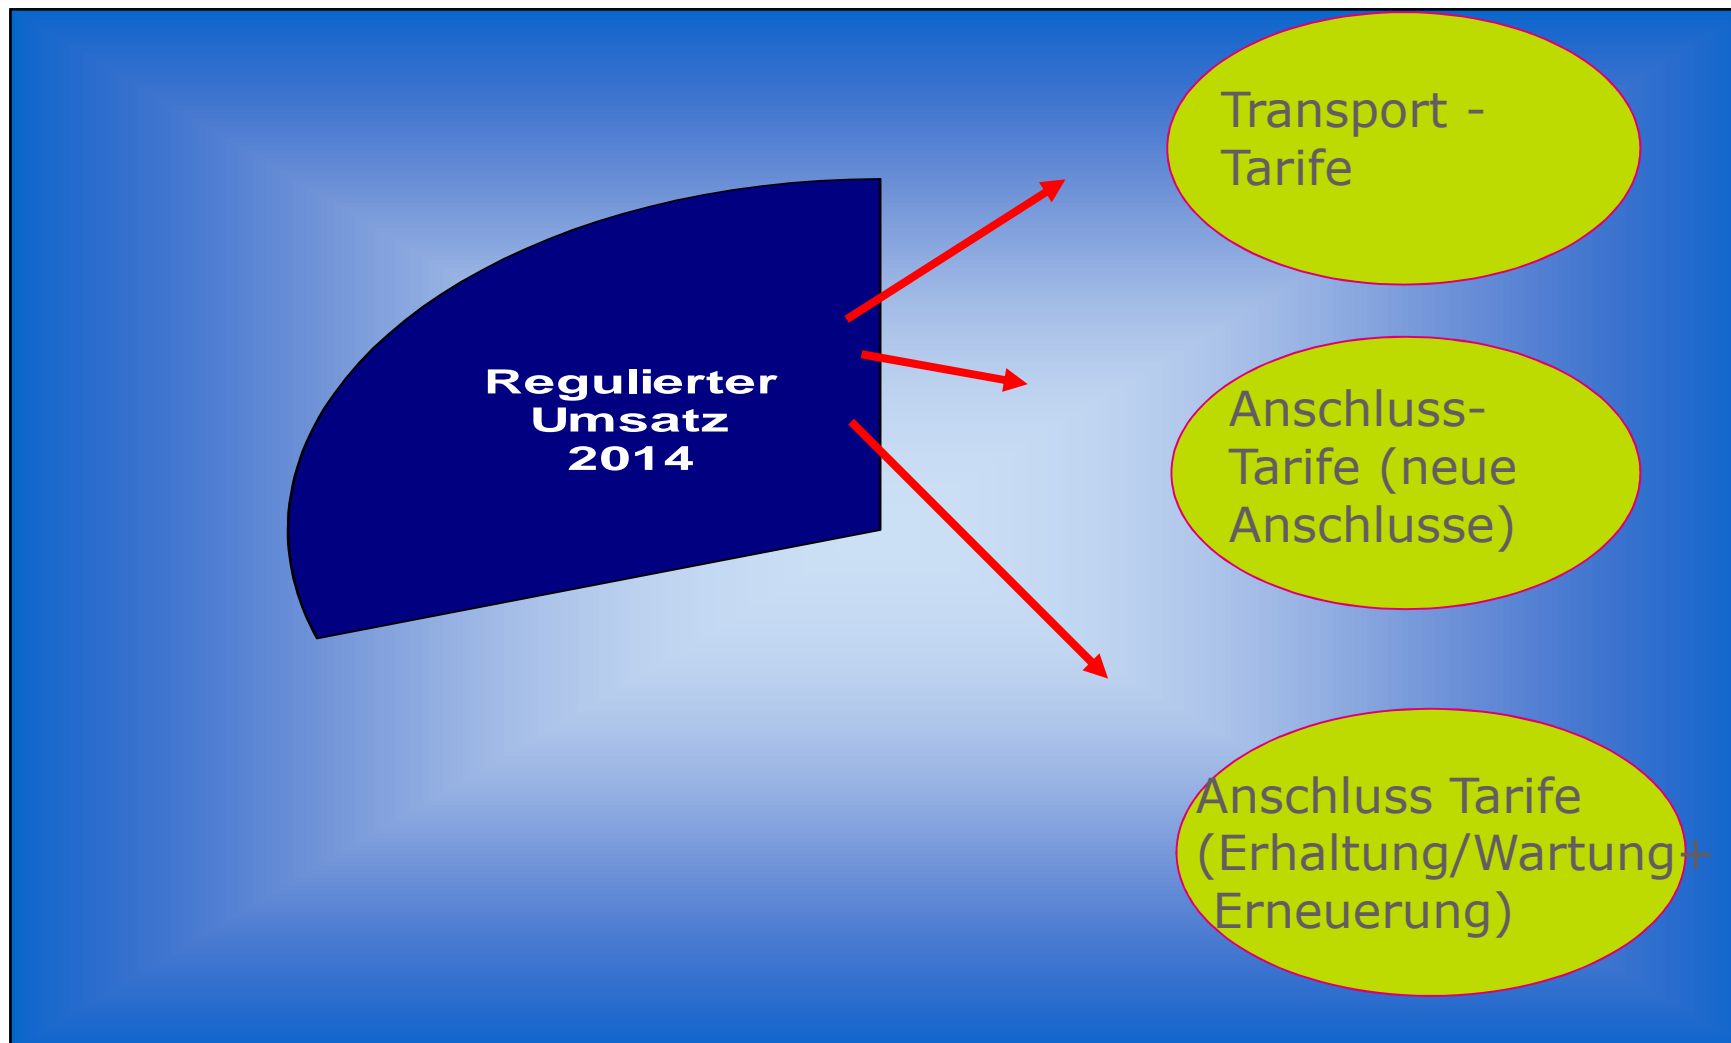 Transport -
Tarife
Regulierter
Umsatz
2014
Anschluss-
Tarife (neue
Anschlusse)
Anschluss Tarife
(Erhaltung/Wartung+
Erneuerung)